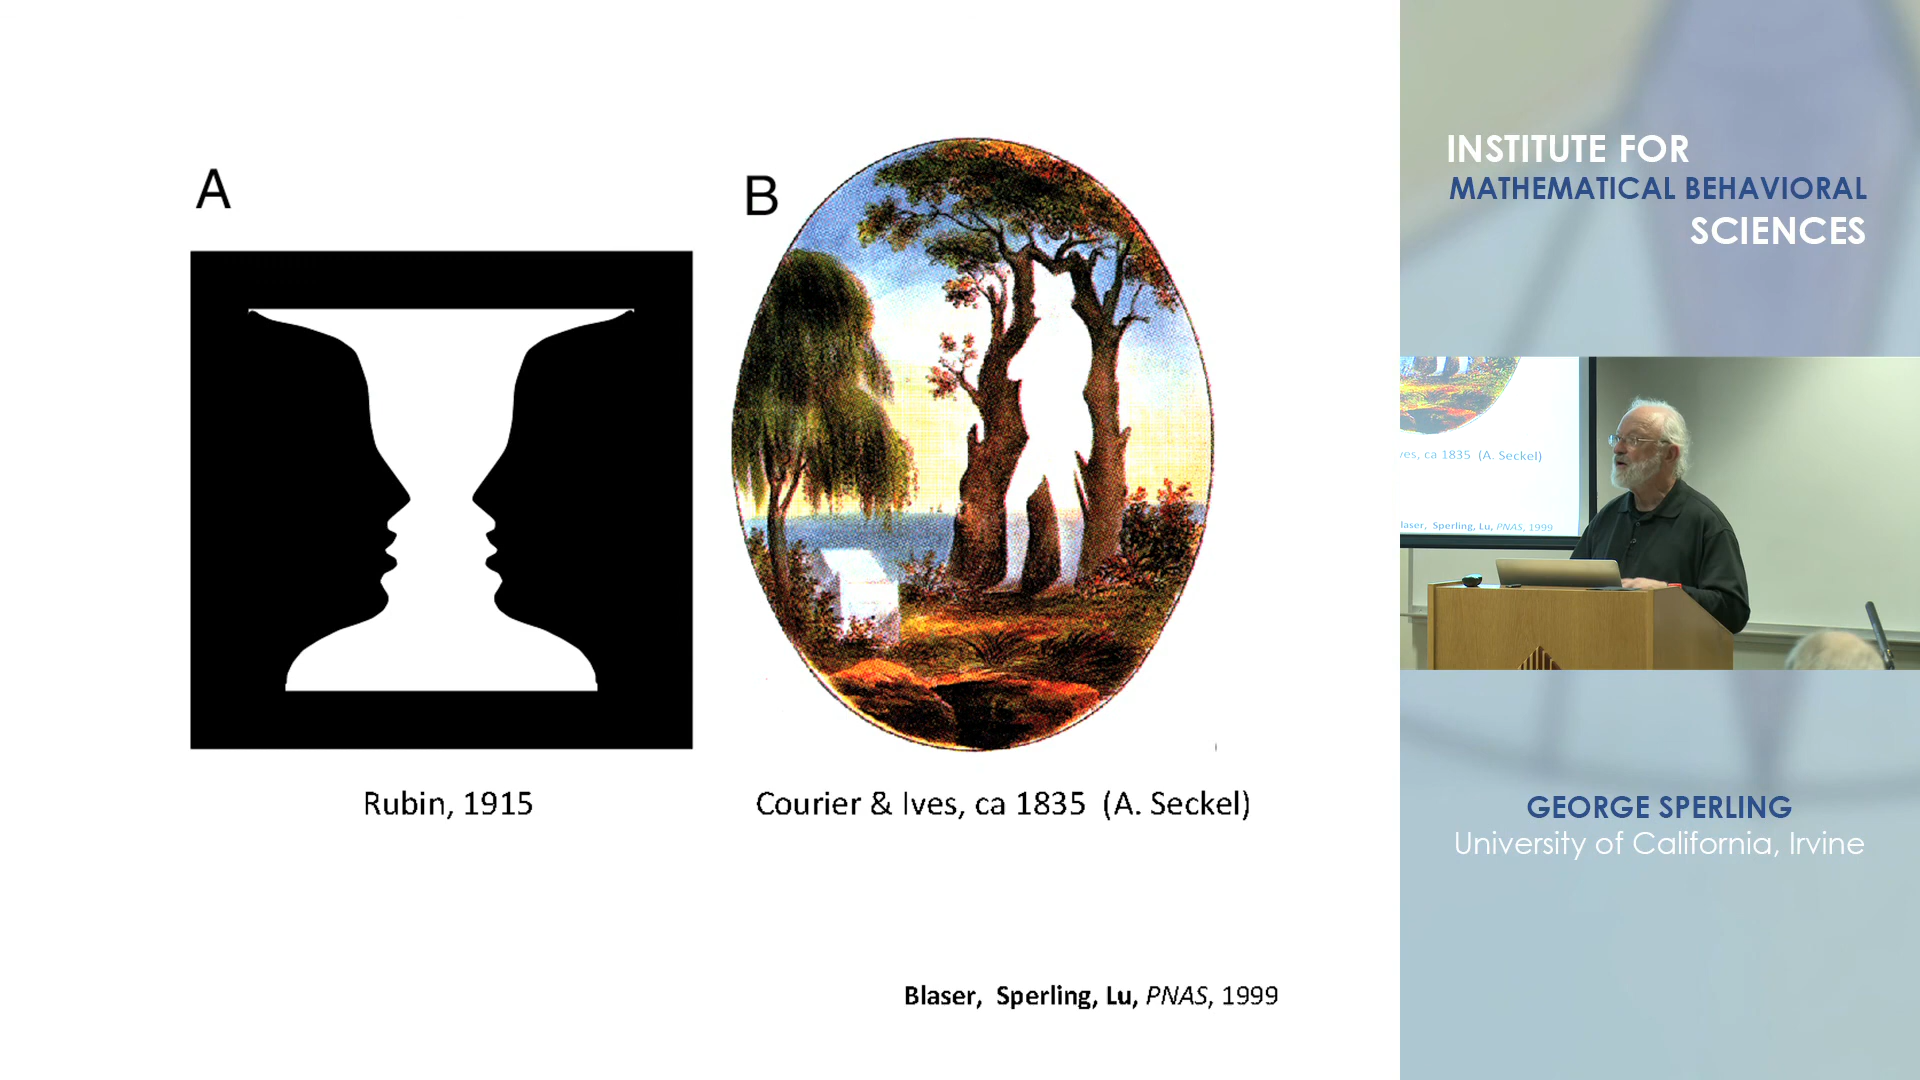 A
B
Rubin, 1915
Courier & Ives, ca 1835 (A. Seckel)
Blaser, Sperling, Lu, PNAS, 1999
INSTITUTE FOR
MATHEMATICAL BEHAVIORAL
SCIENCES
ves, ca 1835 (A. Seckel)
laser, Sperling, Lu, PNAS, 1999
GEORGE SPERLING
University of California, Irvine